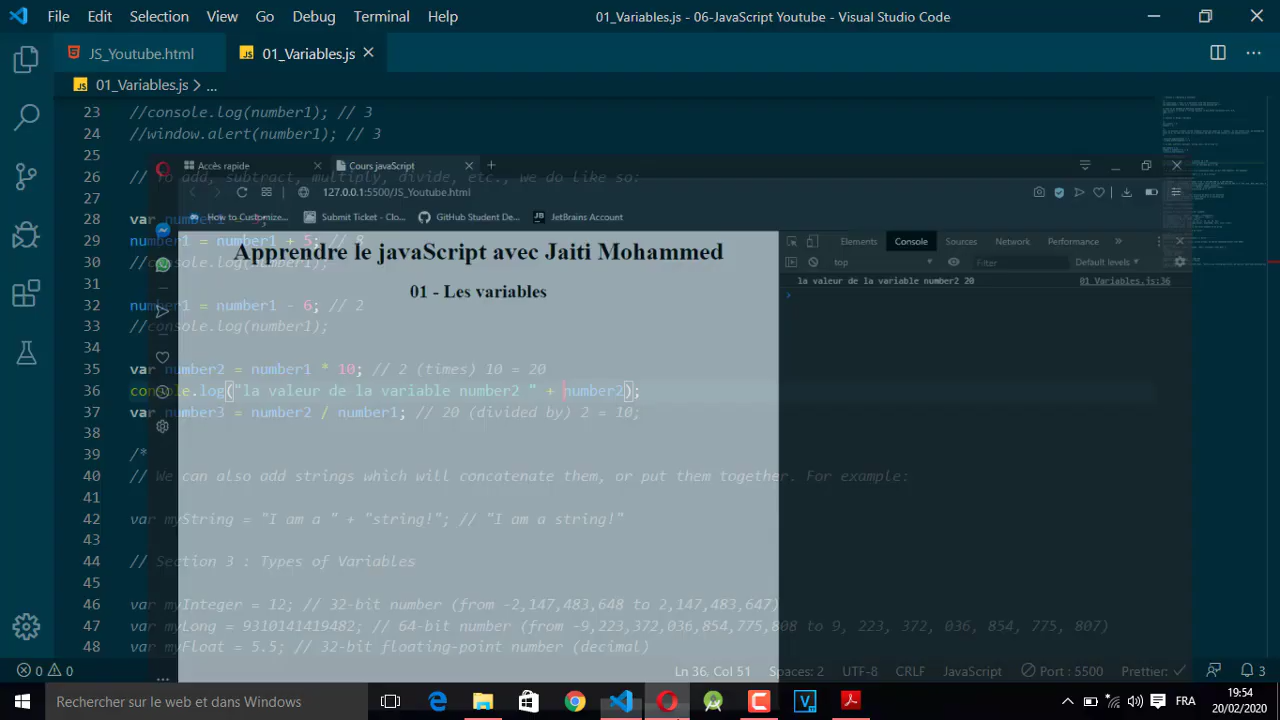 File Edit Selection View Go Debug Terminal Help 01_Variables.js - 06-JavaScript Youtube - Visual Studio Code
JS_Youtube.html 01_Variables.js
01_Variables.js > ...
23 //console.log(number1); // 3
24 //window.alert(number1); // 3
25
Accès rapide Cours javaScript
26 // To add, subtract, multiply, divide, etc., we do like so:
127.0.0.1:5500/JS_Youtube.html
27
How to Customize... Submit Ticket - Clo... GitHub Student De... JetBrains Account
28 var number1
29 number1 = number1 + 5; // 8
Apprendre le javaScript avec Jaiti Mohammed
Elements Console Sources Network Performance »
30 //console.log(number1);
top Filter Default levels
31
la valeur de la variable number2 20 01_Variables.js:36
01 - Les variables
32 number1 = number1 - 6; // 2
33 //console.log(number1);
34
35 var number2 = number1 * 10; // 2 (times) 10 = 20
36 console.log("la valeur de la variable number2 " + number2);
37 var number3 = number2 / number1; // 20 (divided by) 2 = 10;
38
39 /*
40 // We can also add strings which will concatenate them, or put them together. For example:
41
42 var myString = "I am a " + "string!"; // "I am a string!"
43
44 // Section 3 : Types of Variables
45
46 var myInteger = 12; // 32-bit number (from -2,147,483,648 to 2,147,483,647)
47 var myLong = 9310141419482; // 64-bit number (from -9,223,372,036,854,775,808 to 9, 223, 372, 036, 854, 775, 807)
48 var myFloat = 5.5; // 32-bit floating-point number (decimal)
0 0 Ln 36, Col 51 Spaces: 2 UTF-8 CRLF JavaScript Port : 5500 Prettier: 3
Rechercher sur le web et dans Windows FR 19:54
20/02/2020